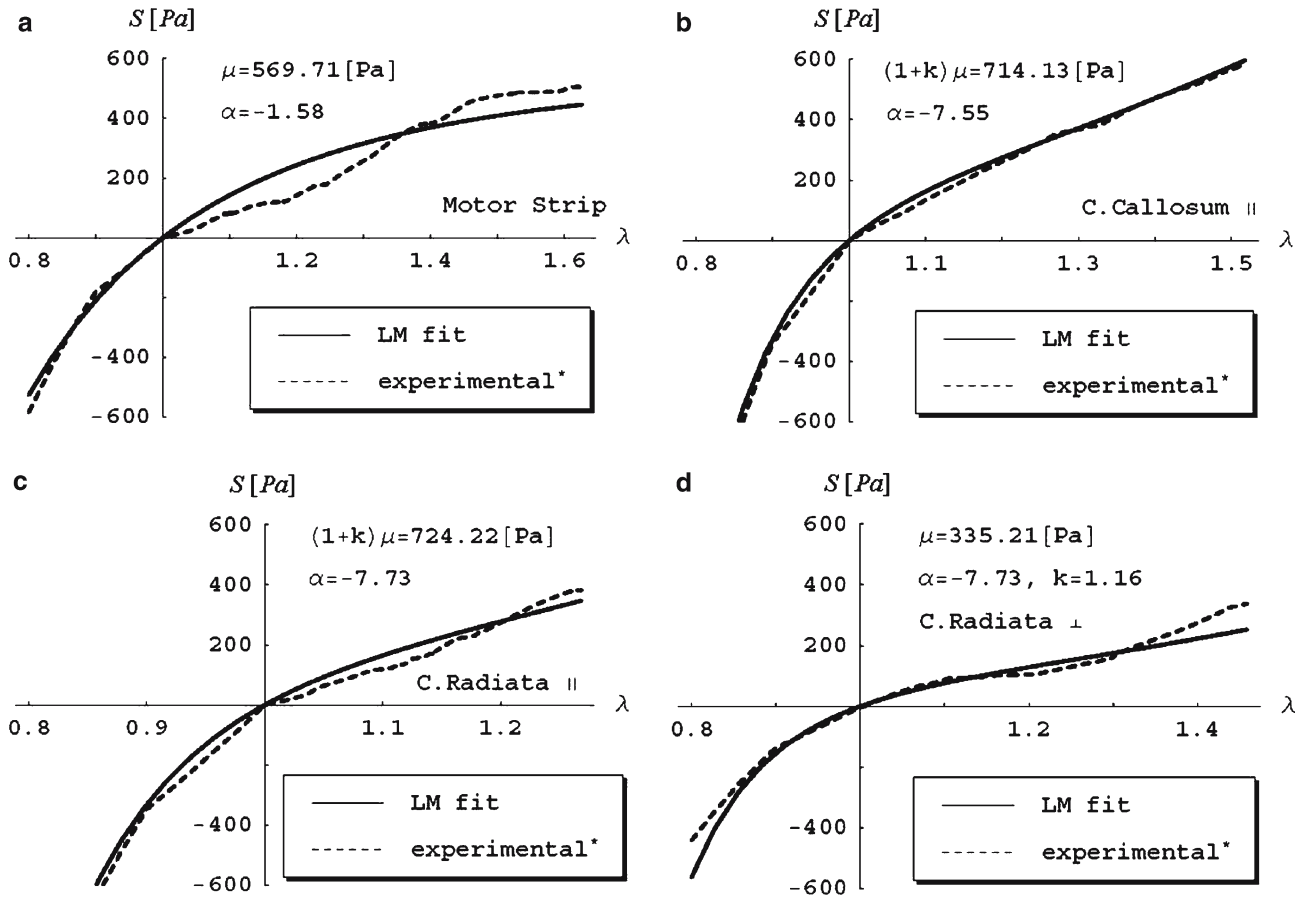 a
S[Pa]
600
400
200
-400
-600
0.8
1.2
1.4
1.6
λ
μ=569.71[Pa]
α=-1.58
Motor Strip
LM fit
experimental*
b
S[Pa]
600
400
200
-400
-600
0.8
1.1
1.3
1.5
λ
(1+k)μ=714.13[Pa]
α=-7.55
C.Callosum ∥
LM fit
experimental*
c
S[Pa]
600
400
200
-400
-600
0.8
0.9
1.1
1.2
λ
(1+k)μ=724.22[Pa]
α=-7.73
C.Radiata ∥
LM fit
experimental*
d
S[Pa]
600
400
200
-400
-600
0.8
1.2
1.4
λ
μ=335.21[Pa]
α=-7.73, k=1.16
C.Radiata ⊥
LM fit
experimental*